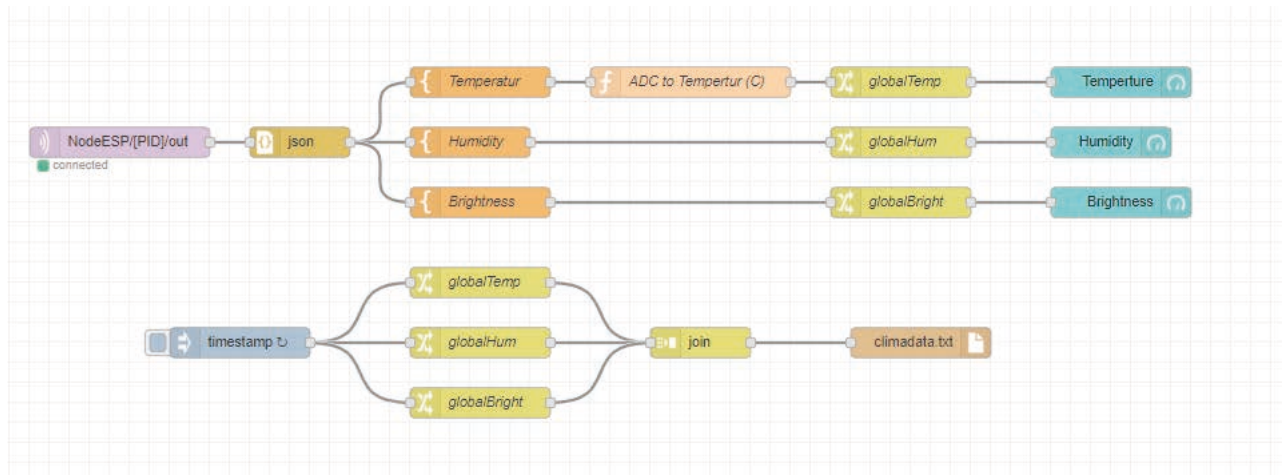 Temperatur
ADC to Tempertur (C)
globalTemp
Temperture
NodeESP/[PID]/out
json
Humidity
globalHum
Humidity
connected
Brightness
globalBright
Brightness
globalTemp
timestamp ↻
globalHum
join
climadata.txt
globalBright